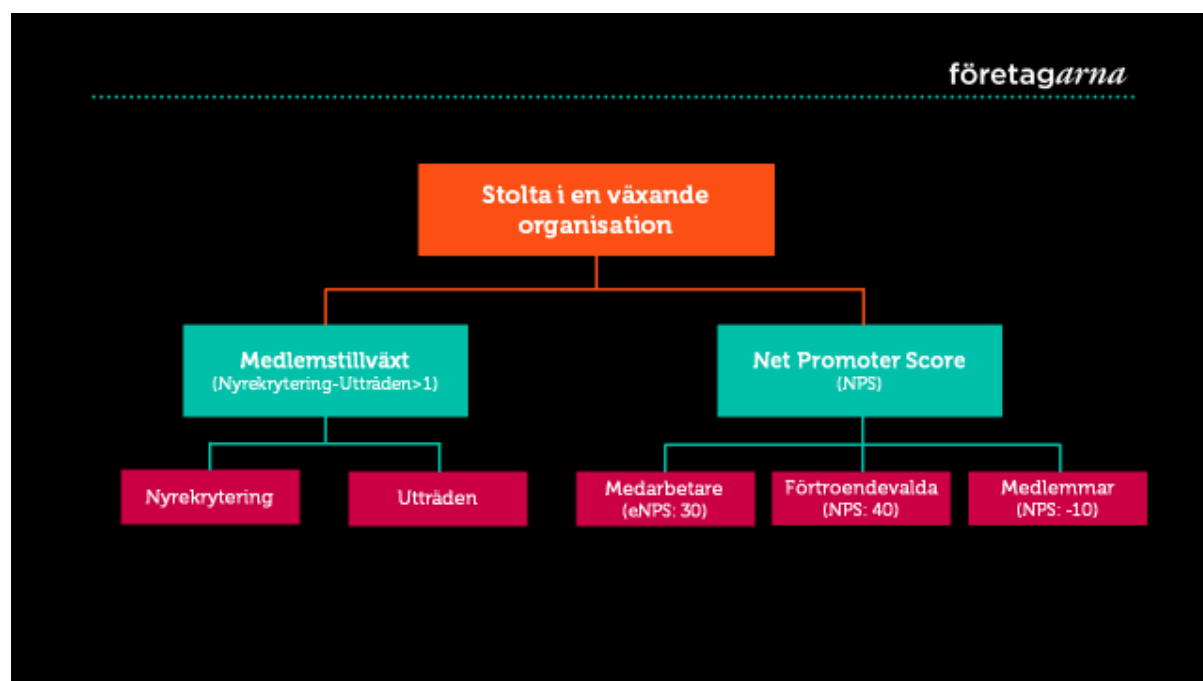 företagarna
Stolta i en växande
organisation
Medlemstillväxt
(Nyrekrytering-Utträden>1)
Net Promoter Score
(NPS)
Nyrekrytering
Utträden
Medarbetare
(eNPS: 30)
Förtroendevalda
(NPS: 40)
Medlemmar
(NPS: -10)